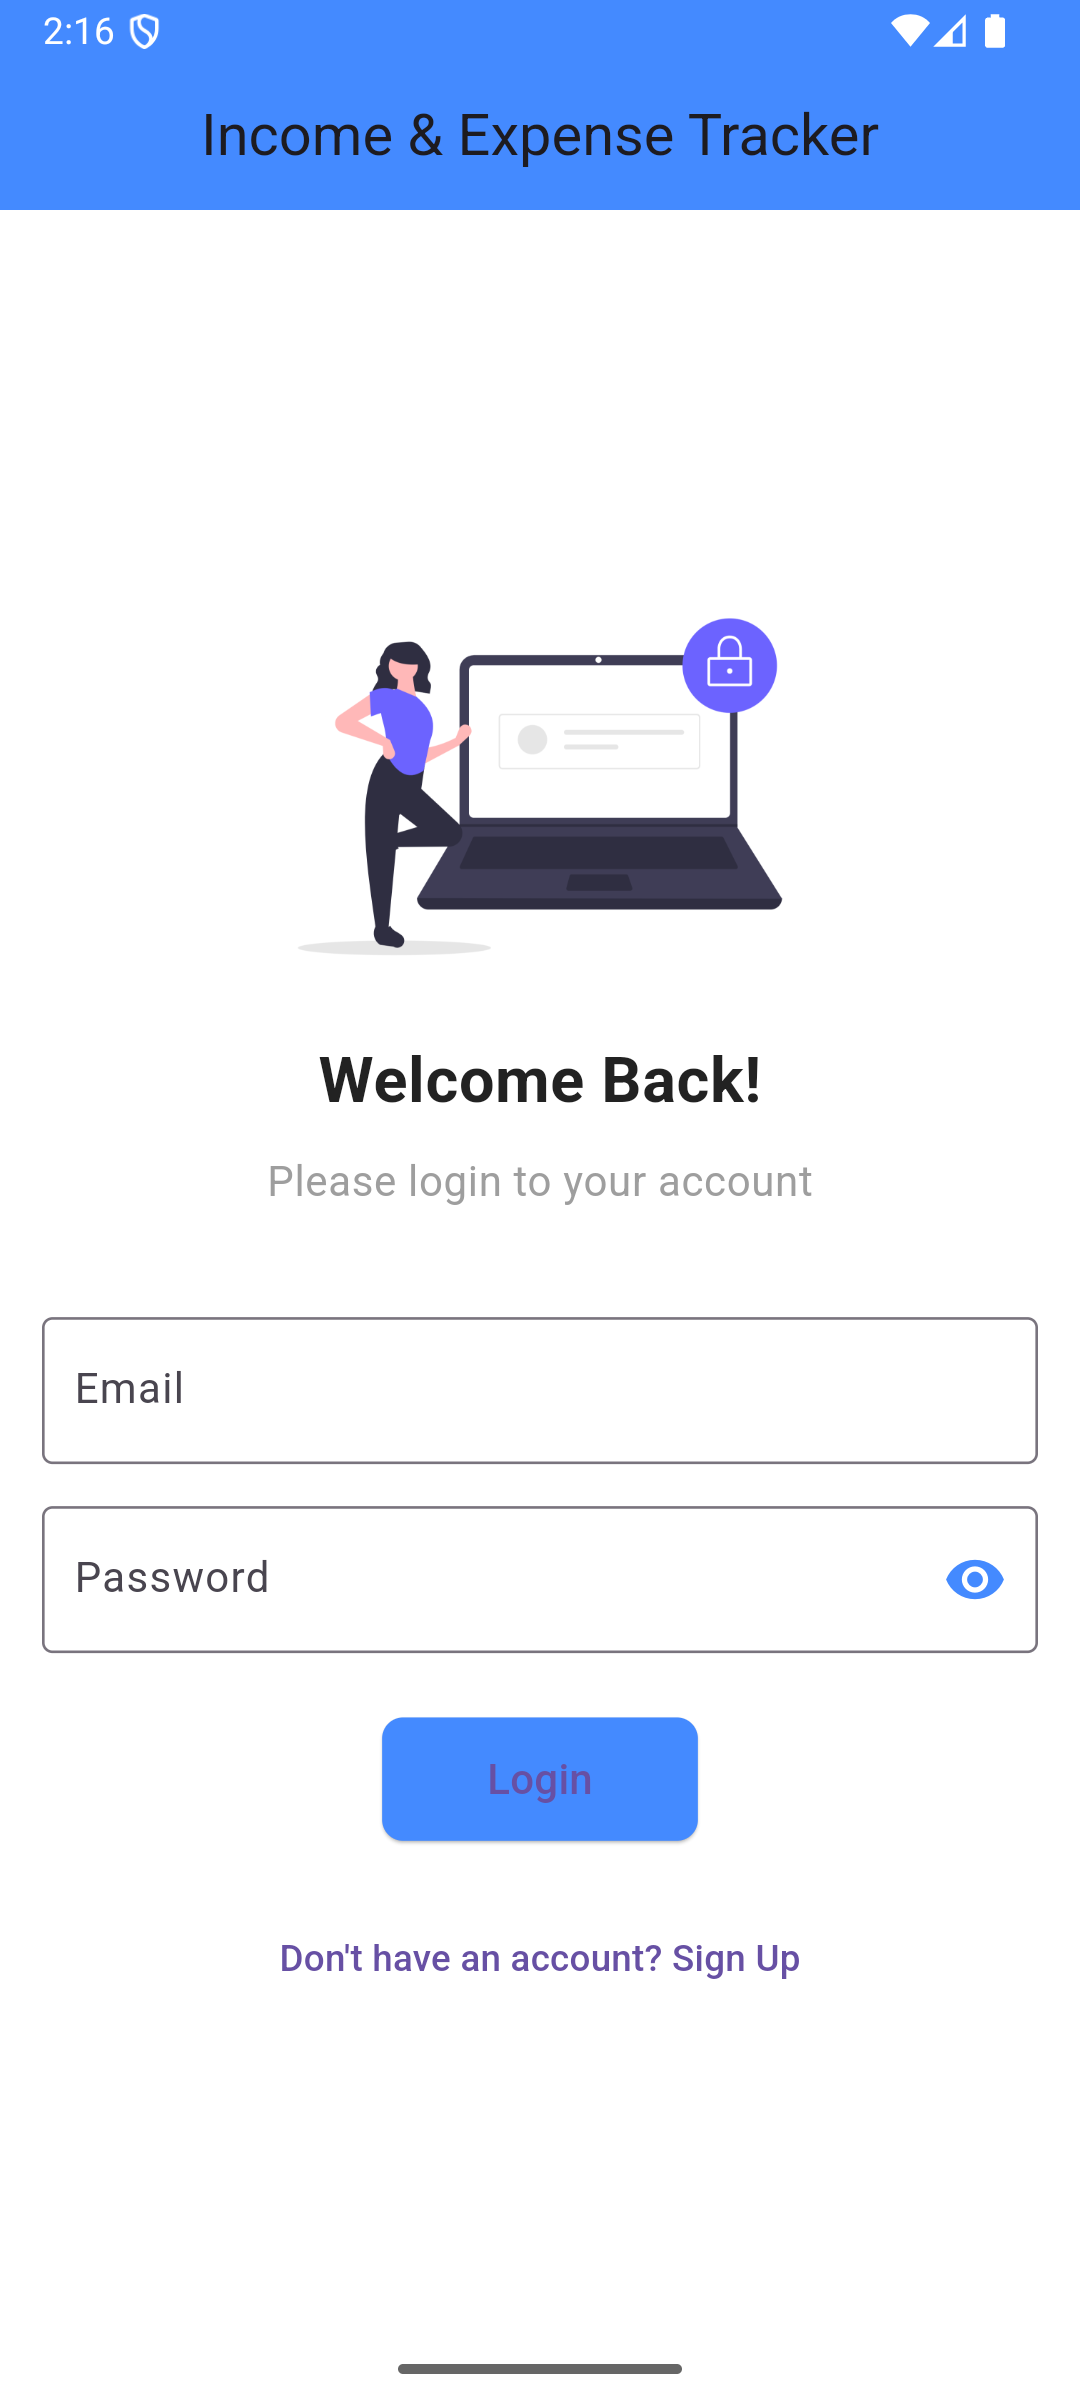 2:16
Income & Expense Tracker
Welcome Back!
Please login to your account
Email
Password
Login
Don't have an account? Sign Up